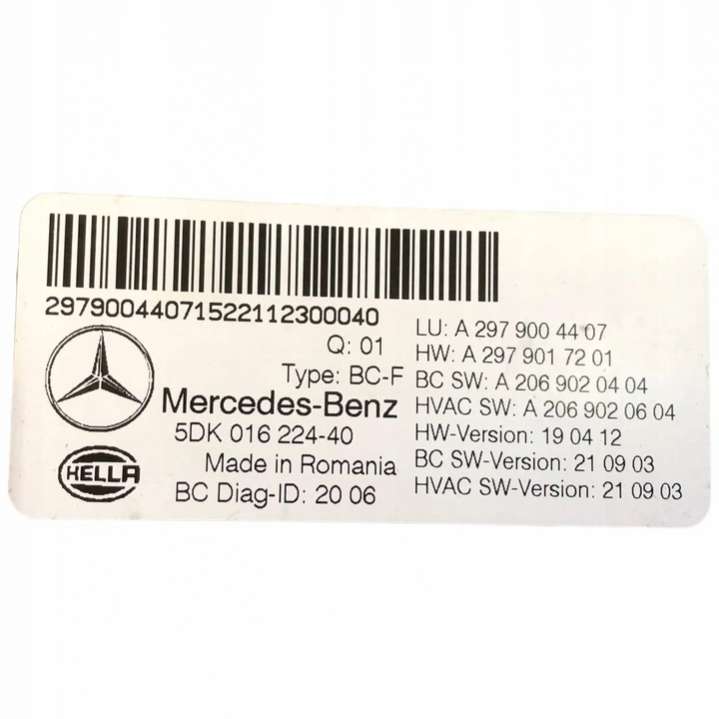 297900440715221123000​40
Q: 01
Type: BC-F
Mercedes-Benz
5DK 016 224-40
Made in Romania
BC Diag-ID: 20 06
HELLA
LU: A 297 900 44 07
HW: A 297 901 72 01
BC SW: A 206 902 04 04
HVAC SW: A 206 902 06 04
HW-Version: 19 04 12
BC SW-Version: 21 09 03
HVAC SW-Version: 21 09 03